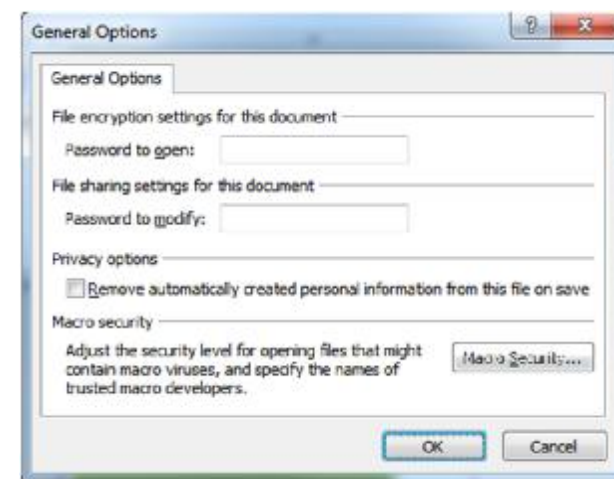 General Options
General Options
File encryption settings for this document
Password to open:
File sharing settings for this document
Password to modify:
Privacy options
Remove automatically created personal information from this file on save
Macro security
Adjust the security level for opening files that might
contain macro viruses, and specify the names of
trusted macro developers.
Macro Security...
OK
Cancel